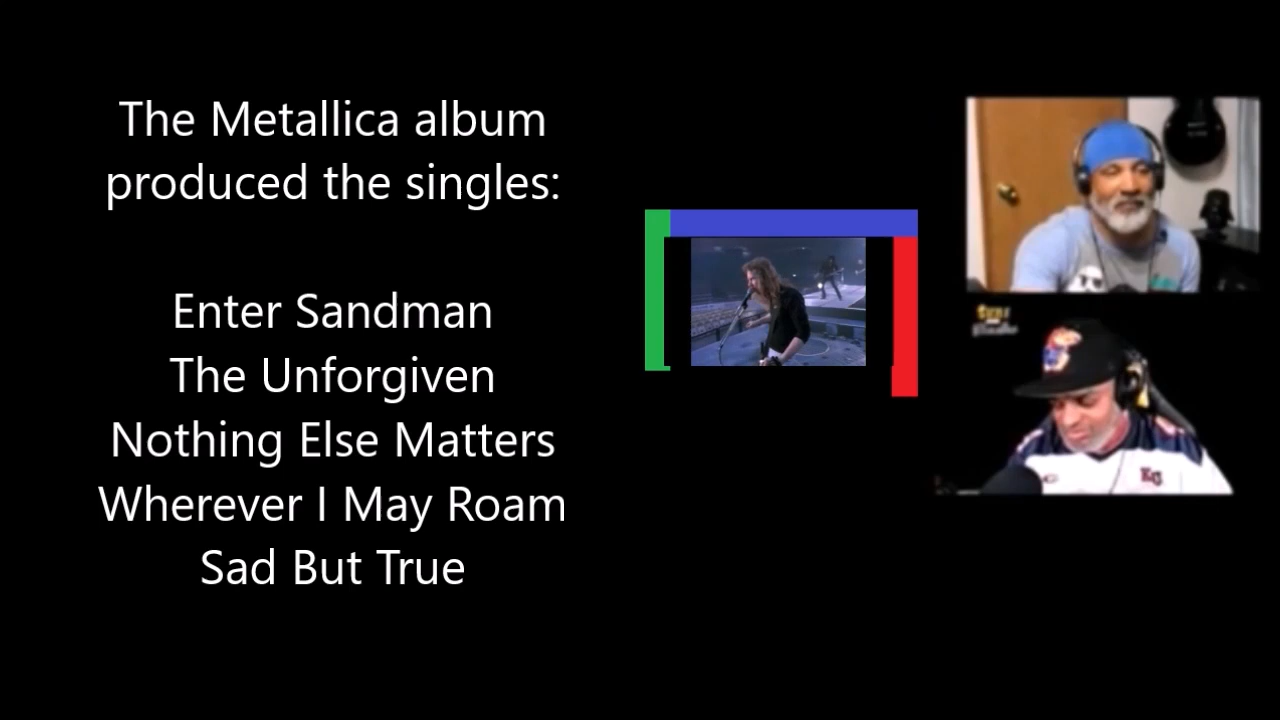 The Metallica album
produced the singles:
Enter Sandman
The Unforgiven
Nothing Else Matters
Wherever I May Roam
Sad But True
KU